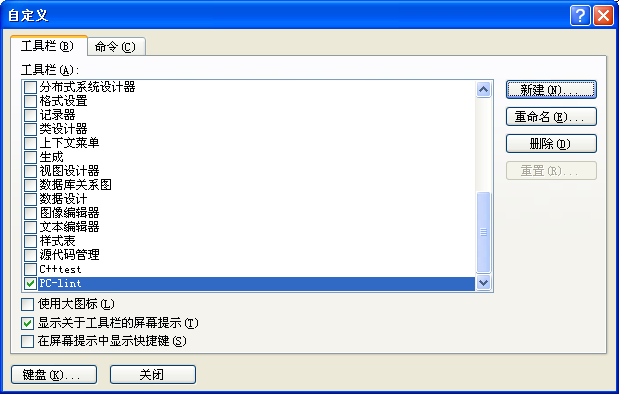 自定义
工具栏(B)
命令(C)
工具栏(A):
分布式系统设计器
格式设置
记录器
类设计器
上下文菜单
生成
视图设计器
数据库关系图
数据设计
图像编辑器
文本编辑器
样式表
源代码管理
C++test
PC-lint
新建(N)...
重命名(E)...
删除(D)
重置(R)...
使用大图标(L)
显示关于工具栏的屏幕提示(T)
在屏幕提示中显示快捷键(S)
键盘(K)...
关闭